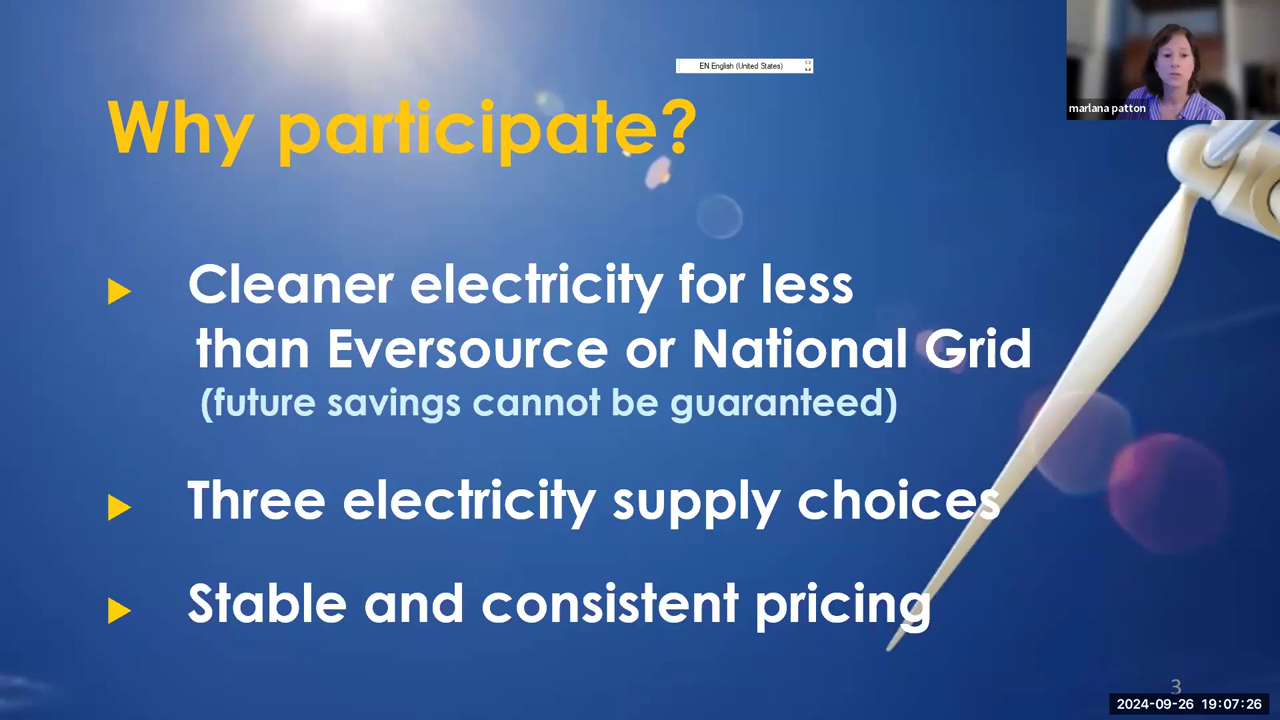 EN English (United States)
marlana patton
Why participate?
Cleaner electricity for less
than Eversource or National Grid
(future savings cannot be guaranteed)
Three electricity supply choices
Stable and consistent pricing
3
2024-09-26 19:07:26